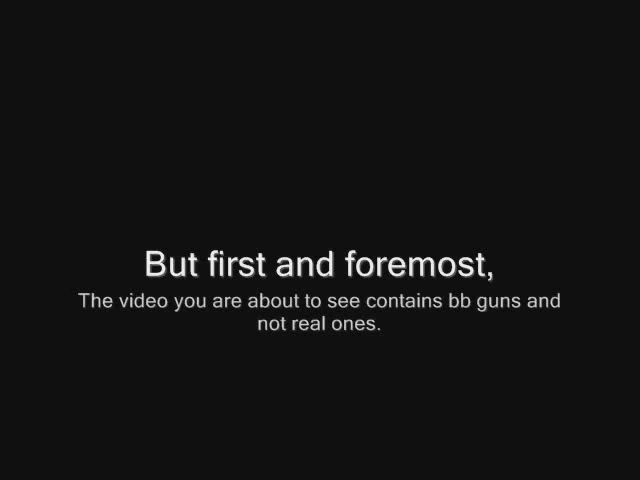 But first and foremost,
The video you are about to see contains bb guns and
not real ones.